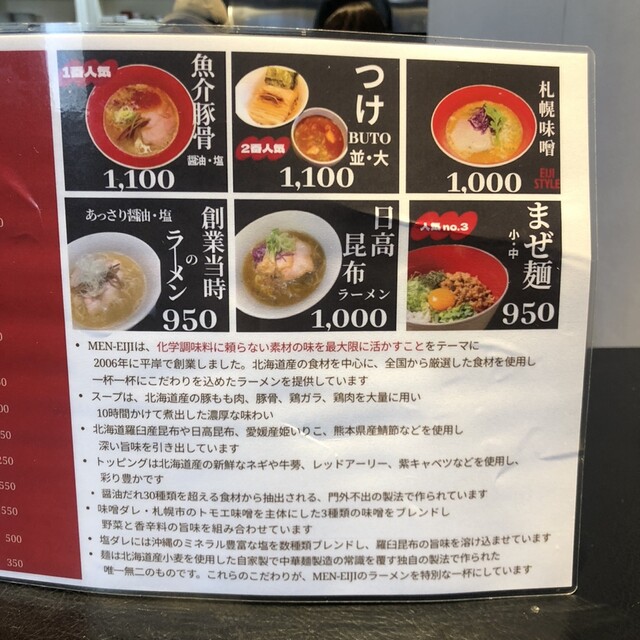 1番人気
魚介豚骨
醤油・塩
1,100
つけ
BUTO
並・大
2番人気
1,100
札幌味噌
EIJI
STYLE
1,000
あっさり醤油・塩
創業当時
の
ラーメン
950
日高
昆布
ラーメン
1,000
人気no.3
まぜ麺
小・中
950
• MEN-EIJIは、化学調味料に頼らない素材の味を最大限に活かすことをテーマに
2006年に平岸で創業しました。北海道産の食材を中心に、全国から厳選した食材を使用し
一杯一杯にこだわりを込めたラーメンを提供しています
• スープは、北海道産の豚もも肉、豚骨、鶏ガラ、鶏肉を大量に用い
10時間かけて煮出した濃厚な味わい
• 北海道羅臼産昆布や日高昆布、愛媛産姫いりこ、熊本県産鯖節などを使用し
深い旨味を引き出しています
• トッピングは北海道産の新鮮なネギや牛蒡、レッドアーリー、紫キャベツなどを使用し、
彩り豊かです
• 醤油だれ30種類を超える食材から抽出される、門外不出の製法で作られています
• 味噌ダレ・札幌市のトモエ味噌を主体にした3種類の味噌をブレンドし
野菜と香辛料の旨味を組み合わせています
• 塩ダレには沖縄のミネラル豊富な塩を数種類ブレンドし、羅臼昆布の旨味を溶け込ませています
• 麺は北海道産小麦を使用した自家製で中華麺製造の常識を覆す独自の製法で作られた
唯一無二のものです。これらのこだわりが、MEN-EIJIのラーメンを特別な一杯にしています
500
350